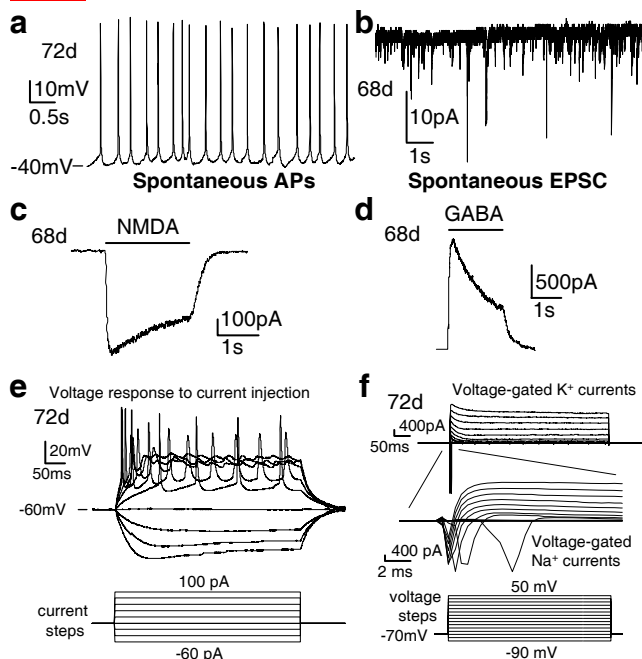 a
72d
10mV
0.5s
-40mV
Spontaneous APs
b
68d
10pA
1s
Spontaneous EPSC
c
68d
NMDA
100pA
1s
d
68d
GABA
500pA
1s
e
Voltage response to current injection
72d
20mV
50ms
-60mV
100 pA
current
steps
-60 pA
f
Voltage-gated K⁺ currents
72d
400pA
50ms
400 pA
2 ms
Voltage-gated
Na⁺ currents
50 mV
voltage
steps
-70mV
-90 mV